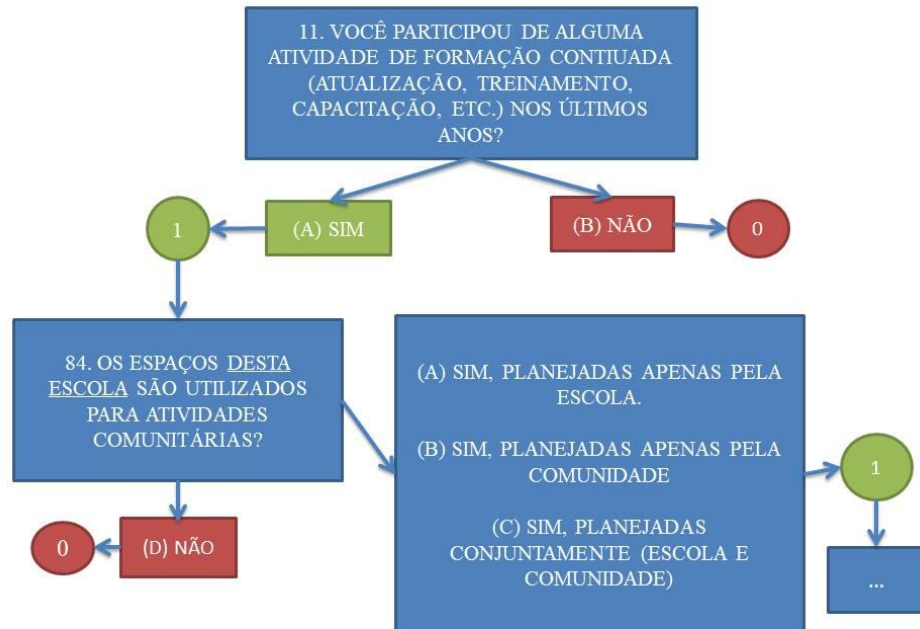 11. VOCÊ PARTICIPOU DE ALGUMA
ATIVIDADE DE FORMAÇÃO CONTIUADA
(ATUALIZAÇÃO, TREINAMENTO,
CAPACITAÇÃO, ETC.) NOS ÚLTIMOS
ANOS?
1
(A) SIM
(B) NÃO
0
84. OS ESPAÇOS DESTA
ESCOLA SÃO UTILIZADOS
PARA ATIVIDADES
COMUNITÁRIAS?
(A) SIM, PLANEJADAS APENAS PELA
ESCOLA.
(B) SIM, PLANEJADAS APENAS PELA
COMUNIDADE
(C) SIM, PLANEJADAS
CONJUNTAMENTE (ESCOLA E
COMUNIDADE)
1
0
(D) NÃO
...